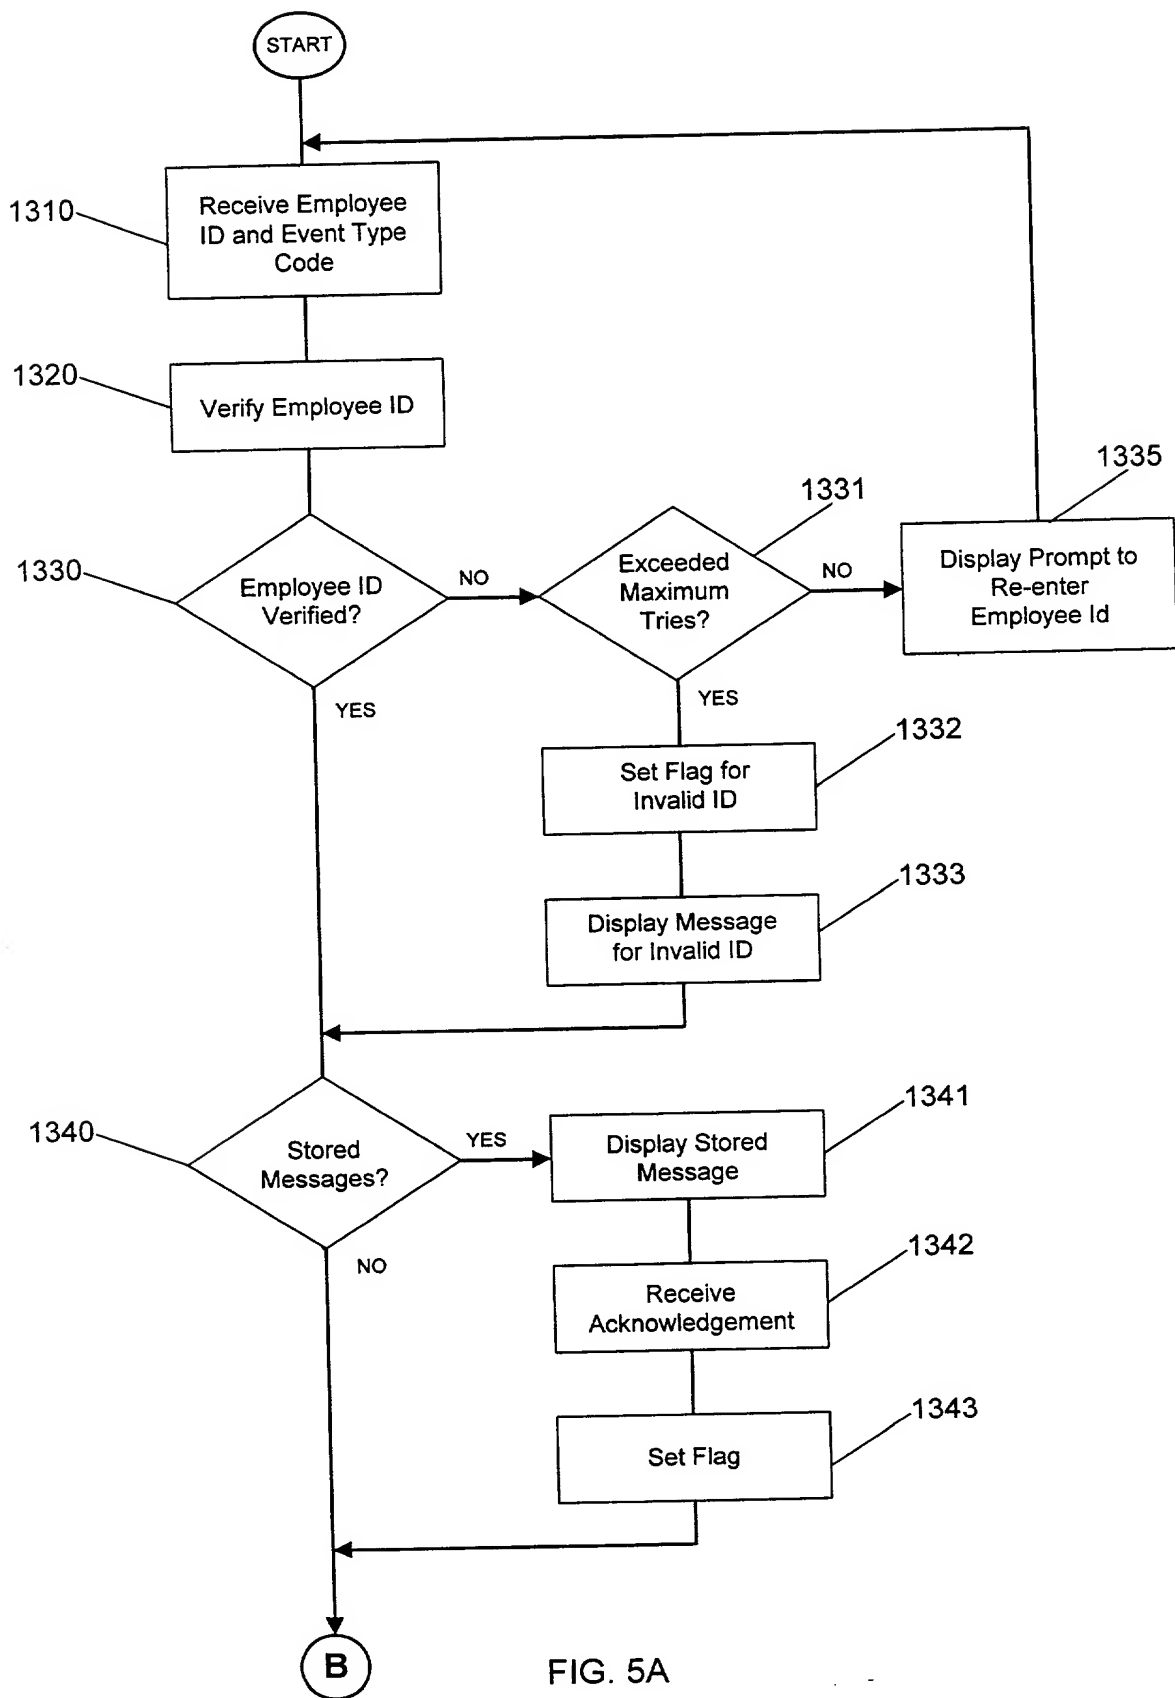 START
1310
Receive Employee
ID and Event Type
Code
1320
Verify Employee ID
1335
1331
1330
Employee ID
Verified?
NO
Exceeded
Maximum
Tries?
NO
Display Prompt to
Re-enter
Employee Id
YES
YES
1332
Set Flag for
Invalid ID
1333
Display Message
for Invalid ID
1340
Stored
Messages?
YES
1341
Display Stored
Message
NO
1342
Receive
Acknowledgement
1343
Set Flag
B
FIG. 5A